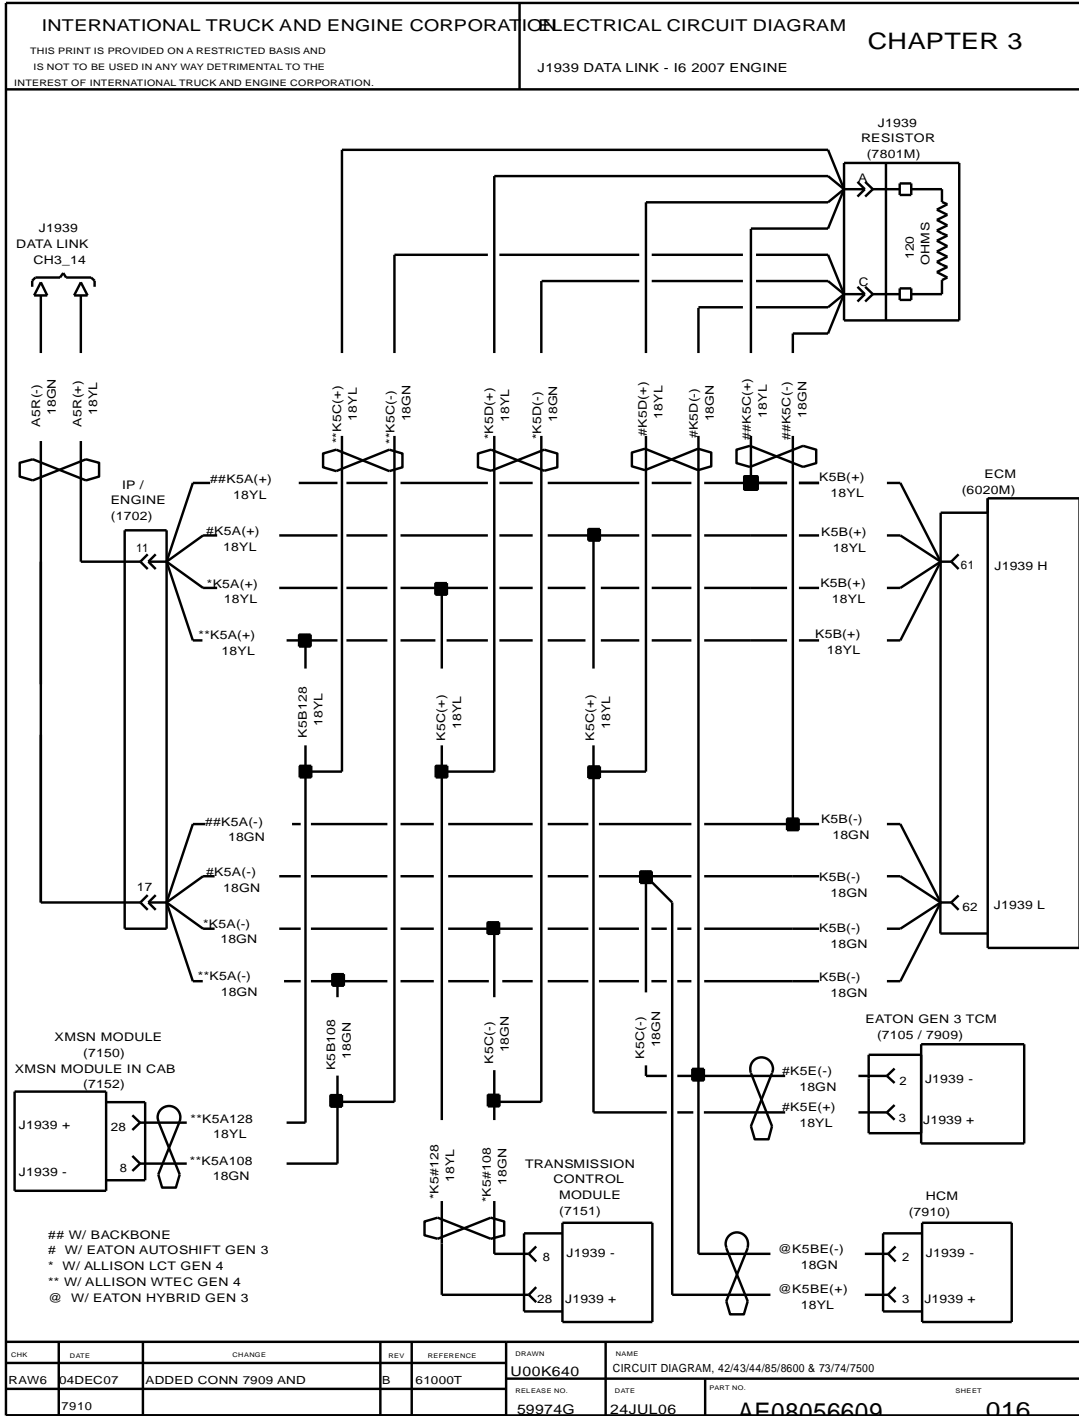 INTERNATIONAL TRUCK AND ENGINE CORPORATION
ELECTRICAL CIRCUIT DIAGRAM
CHAPTER 3
THIS PRINT IS PROVIDED ON A RESTRICTED BASIS AND
IS NOT TO BE USED IN ANY WAY DETRIMENTAL TO THE
INTEREST OF INTERNATIONAL TRUCK AND ENGINE CORPORATION.
J1939 DATA LINK - I6 2007 ENGINE
J1939
RESISTOR
(7801M)
A
120
OHMS
C
J1939
DATA LINK
CH3_14
A5R(-)
18GN
A5R(+)
18YL
**K5C(+)
18YL
**K5C(-)
18GN
*K5D(+)
18YL
*K5D(-)
18GN
#K5D(+)
18YL
#K5D(-)
18GN
##K5C(+)
18YL
##K5C(-)
18GN
IP /
ENGINE
(1702)
11
17
##K5A(+)
18YL
#K5A(+)
18YL
*K5A(+)
18YL
**K5A(+)
18YL
K5B(+)
18YL
K5B(+)
18YL
K5B(+)
18YL
K5B(+)
18YL
ECM
(6020M)
61
J1939 H
62
J1939 L
K5B128
18YL
K5C(+)
18YL
K5C(+)
18YL
##K5A(-)
18GN
#K5A(-)
18GN
*K5A(-)
18GN
**K5A(-)
18GN
K5B(-)
18GN
K5B(-)
18GN
K5B(-)
18GN
K5B(-)
18GN
K5B108
18GN
K5C(-)
18GN
K5C(-)
18GN
XMSN MODULE
(7150)
XMSN MODULE IN CAB
(7152)
J1939 +
28
J1939 -
8
**K5A128
18YL
**K5A108
18GN
*K5#128
18YL
*K5#108
18GN
TRANSMISSION
CONTROL
MODULE
(7151)
8
J1939 -
28
J1939 +
EATON GEN 3 TCM
(7105 / 7909)
#K5E(-)
18GN
2
J1939 -
#K5E(+)
18YL
3
J1939 +
HCM
(7910)
@K5BE(-)
18GN
2
J1939 -
@K5BE(+)
18YL
3
J1939 +
## W/ BACKBONE
# W/ EATON AUTOSHIFT GEN 3
* W/ ALLISON LCT GEN 4
** W/ ALLISON WTEC GEN 4
@ W/ EATON HYBRID GEN 3
CHK DATE CHANGE REV REFERENCE
RAW6 04DEC07 ADDED CONN 7909 AND B 61000T
7910
DRAWN
U00K640
NAME
CIRCUIT DIAGRAM, 42/43/44/85/8600 & 73/74/7500
RELEASE NO.
59974G
DATE
24JUL06
PART NO.
AE08056609
SHEET
016